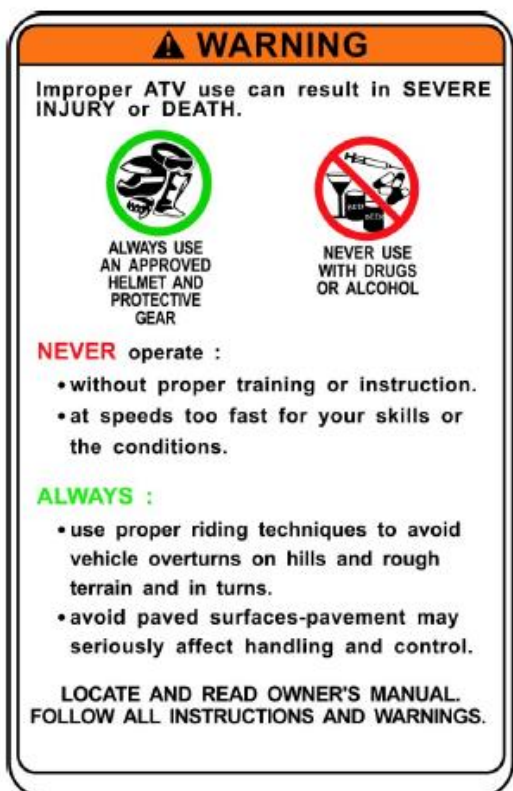 WARNING
Improper ATV use can result in SEVERE
INJURY or DEATH.
ALWAYS USE
AN APPROVED
HELMET AND
PROTECTIVE
GEAR
NEVER USE
WITH DRUGS
OR ALCOHOL
NEVER operate :
• without proper training or instruction.
• at speeds too fast for your skills or
the conditions.
ALWAYS :
• use proper riding techniques to avoid
vehicle overturns on hills and rough
terrain and in turns.
• avoid paved surfaces-pavement may
seriously affect handling and control.
LOCATE AND READ OWNER'S MANUAL.
FOLLOW ALL INSTRUCTIONS AND WARNINGS.